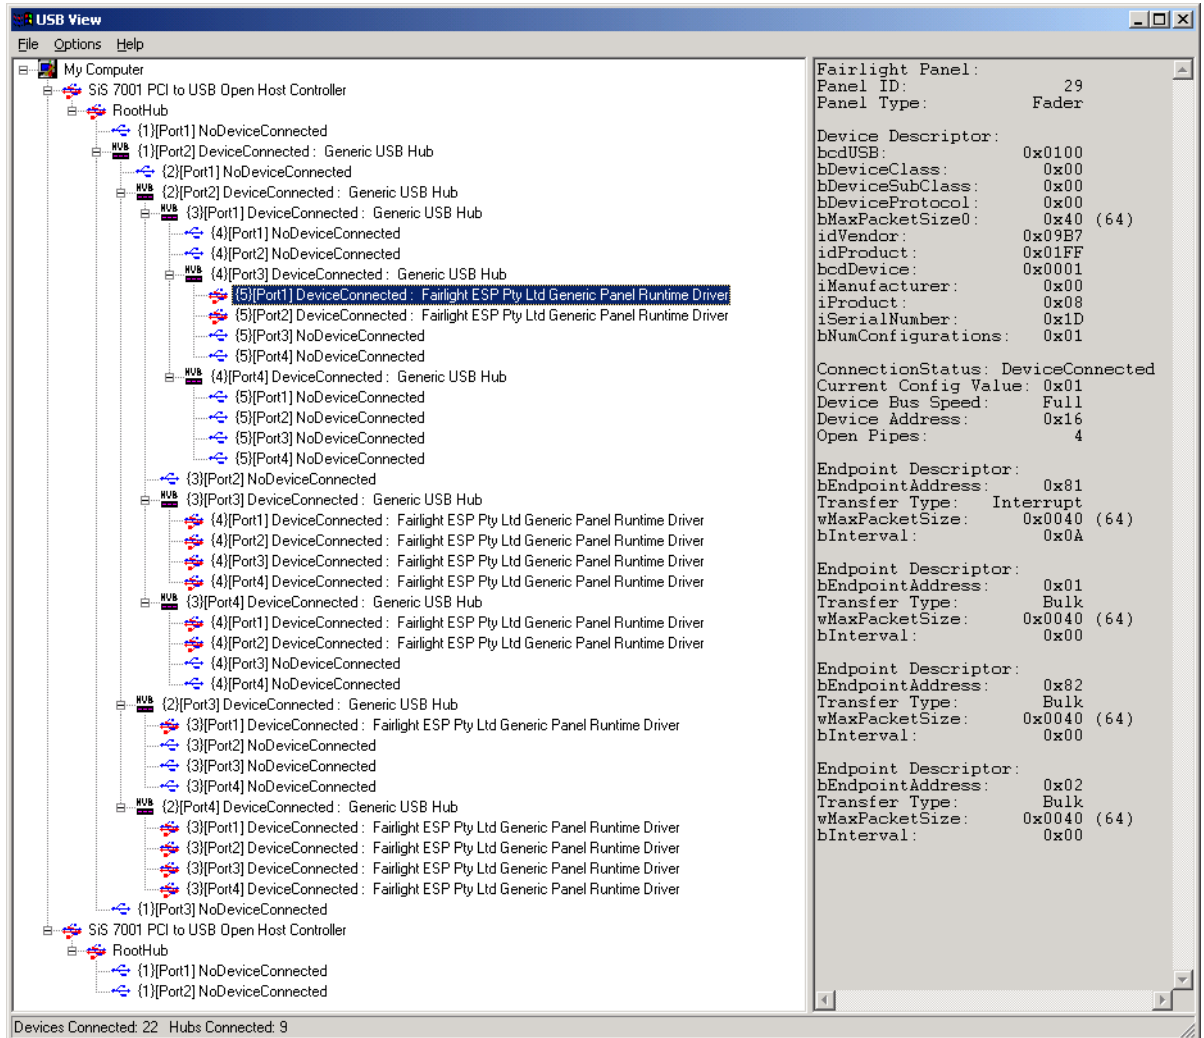 USB View
File Options Help
My Computer
SiS 7001 PCI to USB Open Host Controller
RootHub
{1}[Port1] NoDeviceConnected
HUB {1}[Port2] DeviceConnected : Generic USB Hub
{2}[Port1] NoDeviceConnected
HUB {2}[Port2] DeviceConnected : Generic USB Hub
HUB {3}[Port1] DeviceConnected : Generic USB Hub
{4}[Port1] NoDeviceConnected
{4}[Port2] NoDeviceConnected
HUB {4}[Port3] DeviceConnected : Generic USB Hub
{5}[Port1] DeviceConnected : Fairlight ESP Pty Ltd Generic Panel Runtime Driver
{5}[Port2] DeviceConnected : Fairlight ESP Pty Ltd Generic Panel Runtime Driver
{5}[Port3] NoDeviceConnected
{5}[Port4] NoDeviceConnected
HUB {4}[Port4] DeviceConnected : Generic USB Hub
{5}[Port1] NoDeviceConnected
{5}[Port2] NoDeviceConnected
{5}[Port3] NoDeviceConnected
{5}[Port4] NoDeviceConnected
{3}[Port2] NoDeviceConnected
HUB {3}[Port3] DeviceConnected : Generic USB Hub
{4}[Port1] DeviceConnected : Fairlight ESP Pty Ltd Generic Panel Runtime Driver
{4}[Port2] DeviceConnected : Fairlight ESP Pty Ltd Generic Panel Runtime Driver
{4}[Port3] DeviceConnected : Fairlight ESP Pty Ltd Generic Panel Runtime Driver
{4}[Port4] DeviceConnected : Fairlight ESP Pty Ltd Generic Panel Runtime Driver
HUB {3}[Port4] DeviceConnected : Generic USB Hub
{4}[Port1] DeviceConnected : Fairlight ESP Pty Ltd Generic Panel Runtime Driver
{4}[Port2] DeviceConnected : Fairlight ESP Pty Ltd Generic Panel Runtime Driver
{4}[Port3] NoDeviceConnected
{4}[Port4] NoDeviceConnected
HUB {2}[Port3] DeviceConnected : Generic USB Hub
{3}[Port1] DeviceConnected : Fairlight ESP Pty Ltd Generic Panel Runtime Driver
{3}[Port2] NoDeviceConnected
{3}[Port3] NoDeviceConnected
{3}[Port4] NoDeviceConnected
HUB {2}[Port4] DeviceConnected : Generic USB Hub
{3}[Port1] DeviceConnected : Fairlight ESP Pty Ltd Generic Panel Runtime Driver
{3}[Port2] DeviceConnected : Fairlight ESP Pty Ltd Generic Panel Runtime Driver
{3}[Port3] DeviceConnected : Fairlight ESP Pty Ltd Generic Panel Runtime Driver
{3}[Port4] DeviceConnected : Fairlight ESP Pty Ltd Generic Panel Runtime Driver
{1}[Port3] NoDeviceConnected
SiS 7001 PCI to USB Open Host Controller
RootHub
{1}[Port1] NoDeviceConnected
{1}[Port2] NoDeviceConnected
Fairlight Panel:
Panel ID: 29
Panel Type: Fader
Device Descriptor:
bcdUSB: 0x0100
bDeviceClass: 0x00
bDeviceSubClass: 0x00
bDeviceProtocol: 0x00
bMaxPacketSize0: 0x40 (64)
idVendor: 0x09B7
idProduct: 0x01FF
bcdDevice: 0x0001
iManufacturer: 0x00
iProduct: 0x08
iSerialNumber: 0x1D
bNumConfigurations: 0x01
ConnectionStatus: DeviceConnected
Current Config Value: 0x01
Device Bus Speed: Full
Device Address: 0x16
Open Pipes: 4
Endpoint Descriptor:
bEndpointAddress: 0x81
Transfer Type: Interrupt
wMaxPacketSize: 0x0040 (64)
bInterval: 0x0A
Endpoint Descriptor:
bEndpointAddress: 0x01
Transfer Type: Bulk
wMaxPacketSize: 0x0040 (64)
bInterval: 0x00
Endpoint Descriptor:
bEndpointAddress: 0x82
Transfer Type: Bulk
wMaxPacketSize: 0x0040 (64)
bInterval: 0x00
Endpoint Descriptor:
bEndpointAddress: 0x02
Transfer Type: Bulk
wMaxPacketSize: 0x0040 (64)
bInterval: 0x00
Devices Connected: 22 Hubs Connected: 9